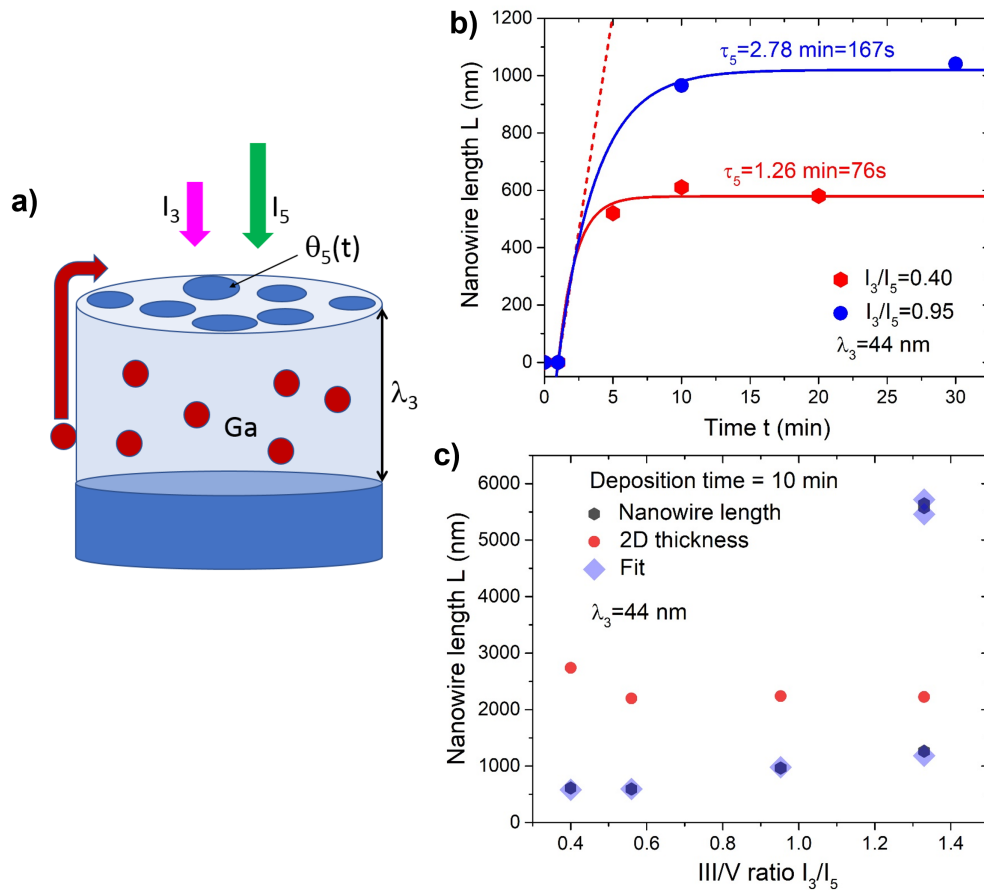 a)
I₃
I₅
θ₅(t)
Ga
λ₃
b)
Nanowire length L (nm)
1200
1000
800
600
400
200
0
τ₅=2.78 min=167s
τ₅=1.26 min=76s
I₃/I₅=0.40
I₃/I₅=0.95
λ₃=44 nm
0 5 10 15 20 25 30
Time t (min)
c)
Nanowire length L (nm)
6000
5000
4000
3000
2000
1000
0
Deposition time = 10 min
Nanowire length
2D thickness
Fit
λ₃=44 nm
0.4 0.6 0.8 1.0 1.2 1.4
III/V ratio I₃/I₅